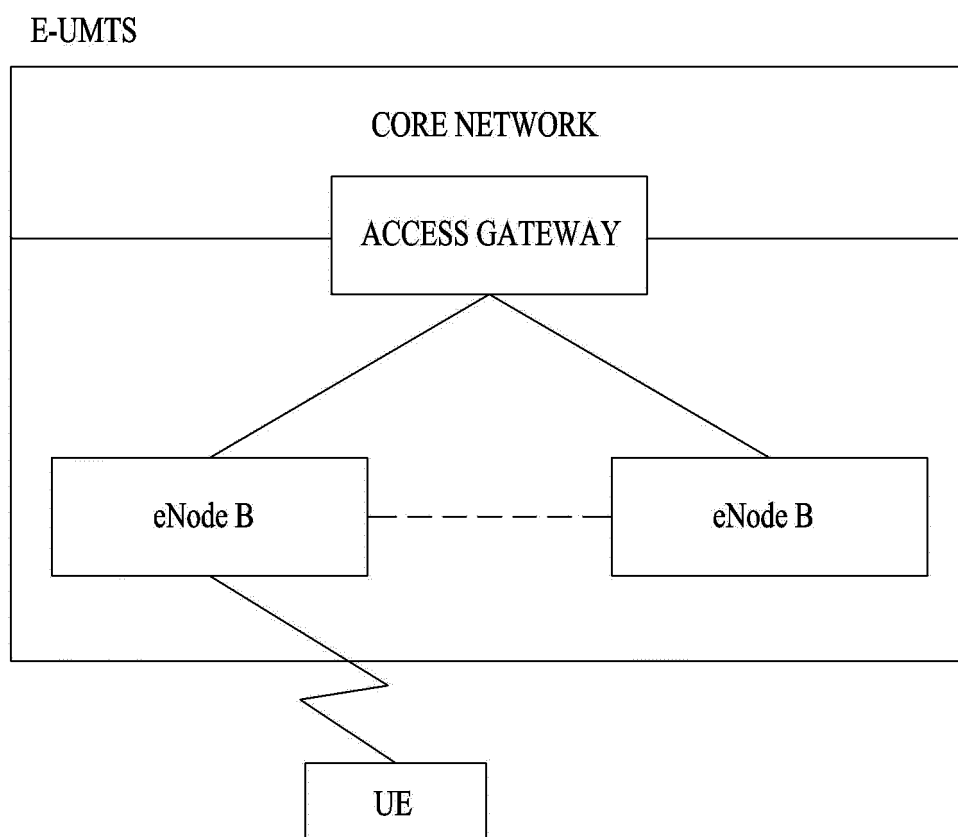 E-UMTS
CORE NETWORK
ACCESS GATEWAY
eNode B
eNode B
UE